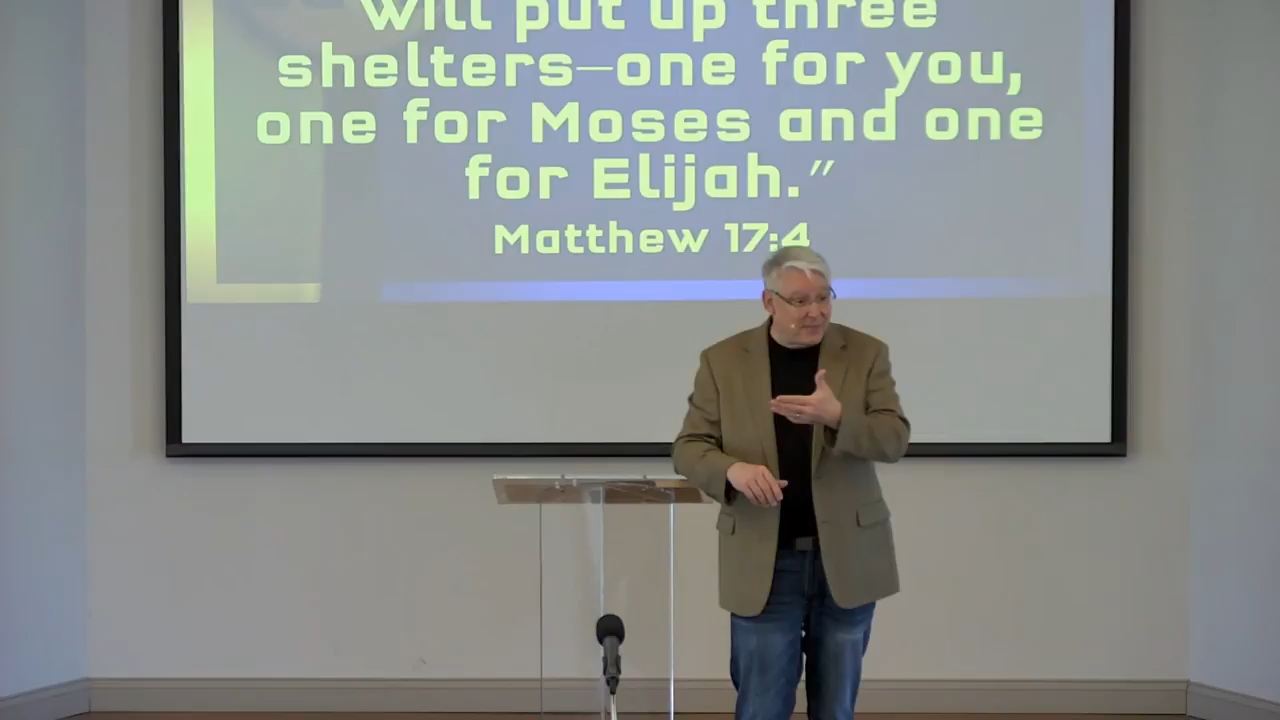 will put up three
shelters—one for you,
one for Moses and one
for Elijah.”
Matthew 17:4